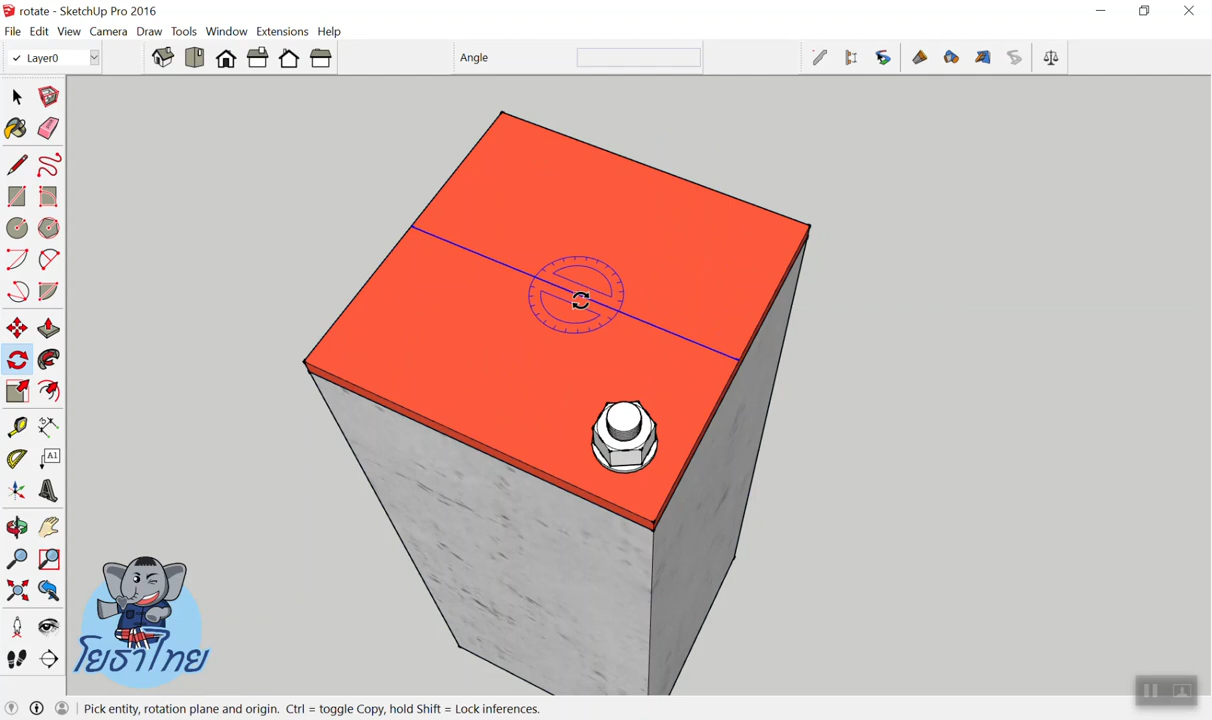 rotate - SketchUp Pro 2016
File Edit View Camera Draw Tools Window Extensions Help
Layer0
Angle
A1
โยธาไทย
Pick entity, rotation plane and origin. Ctrl = toggle Copy, hold Shift = Lock inferences.